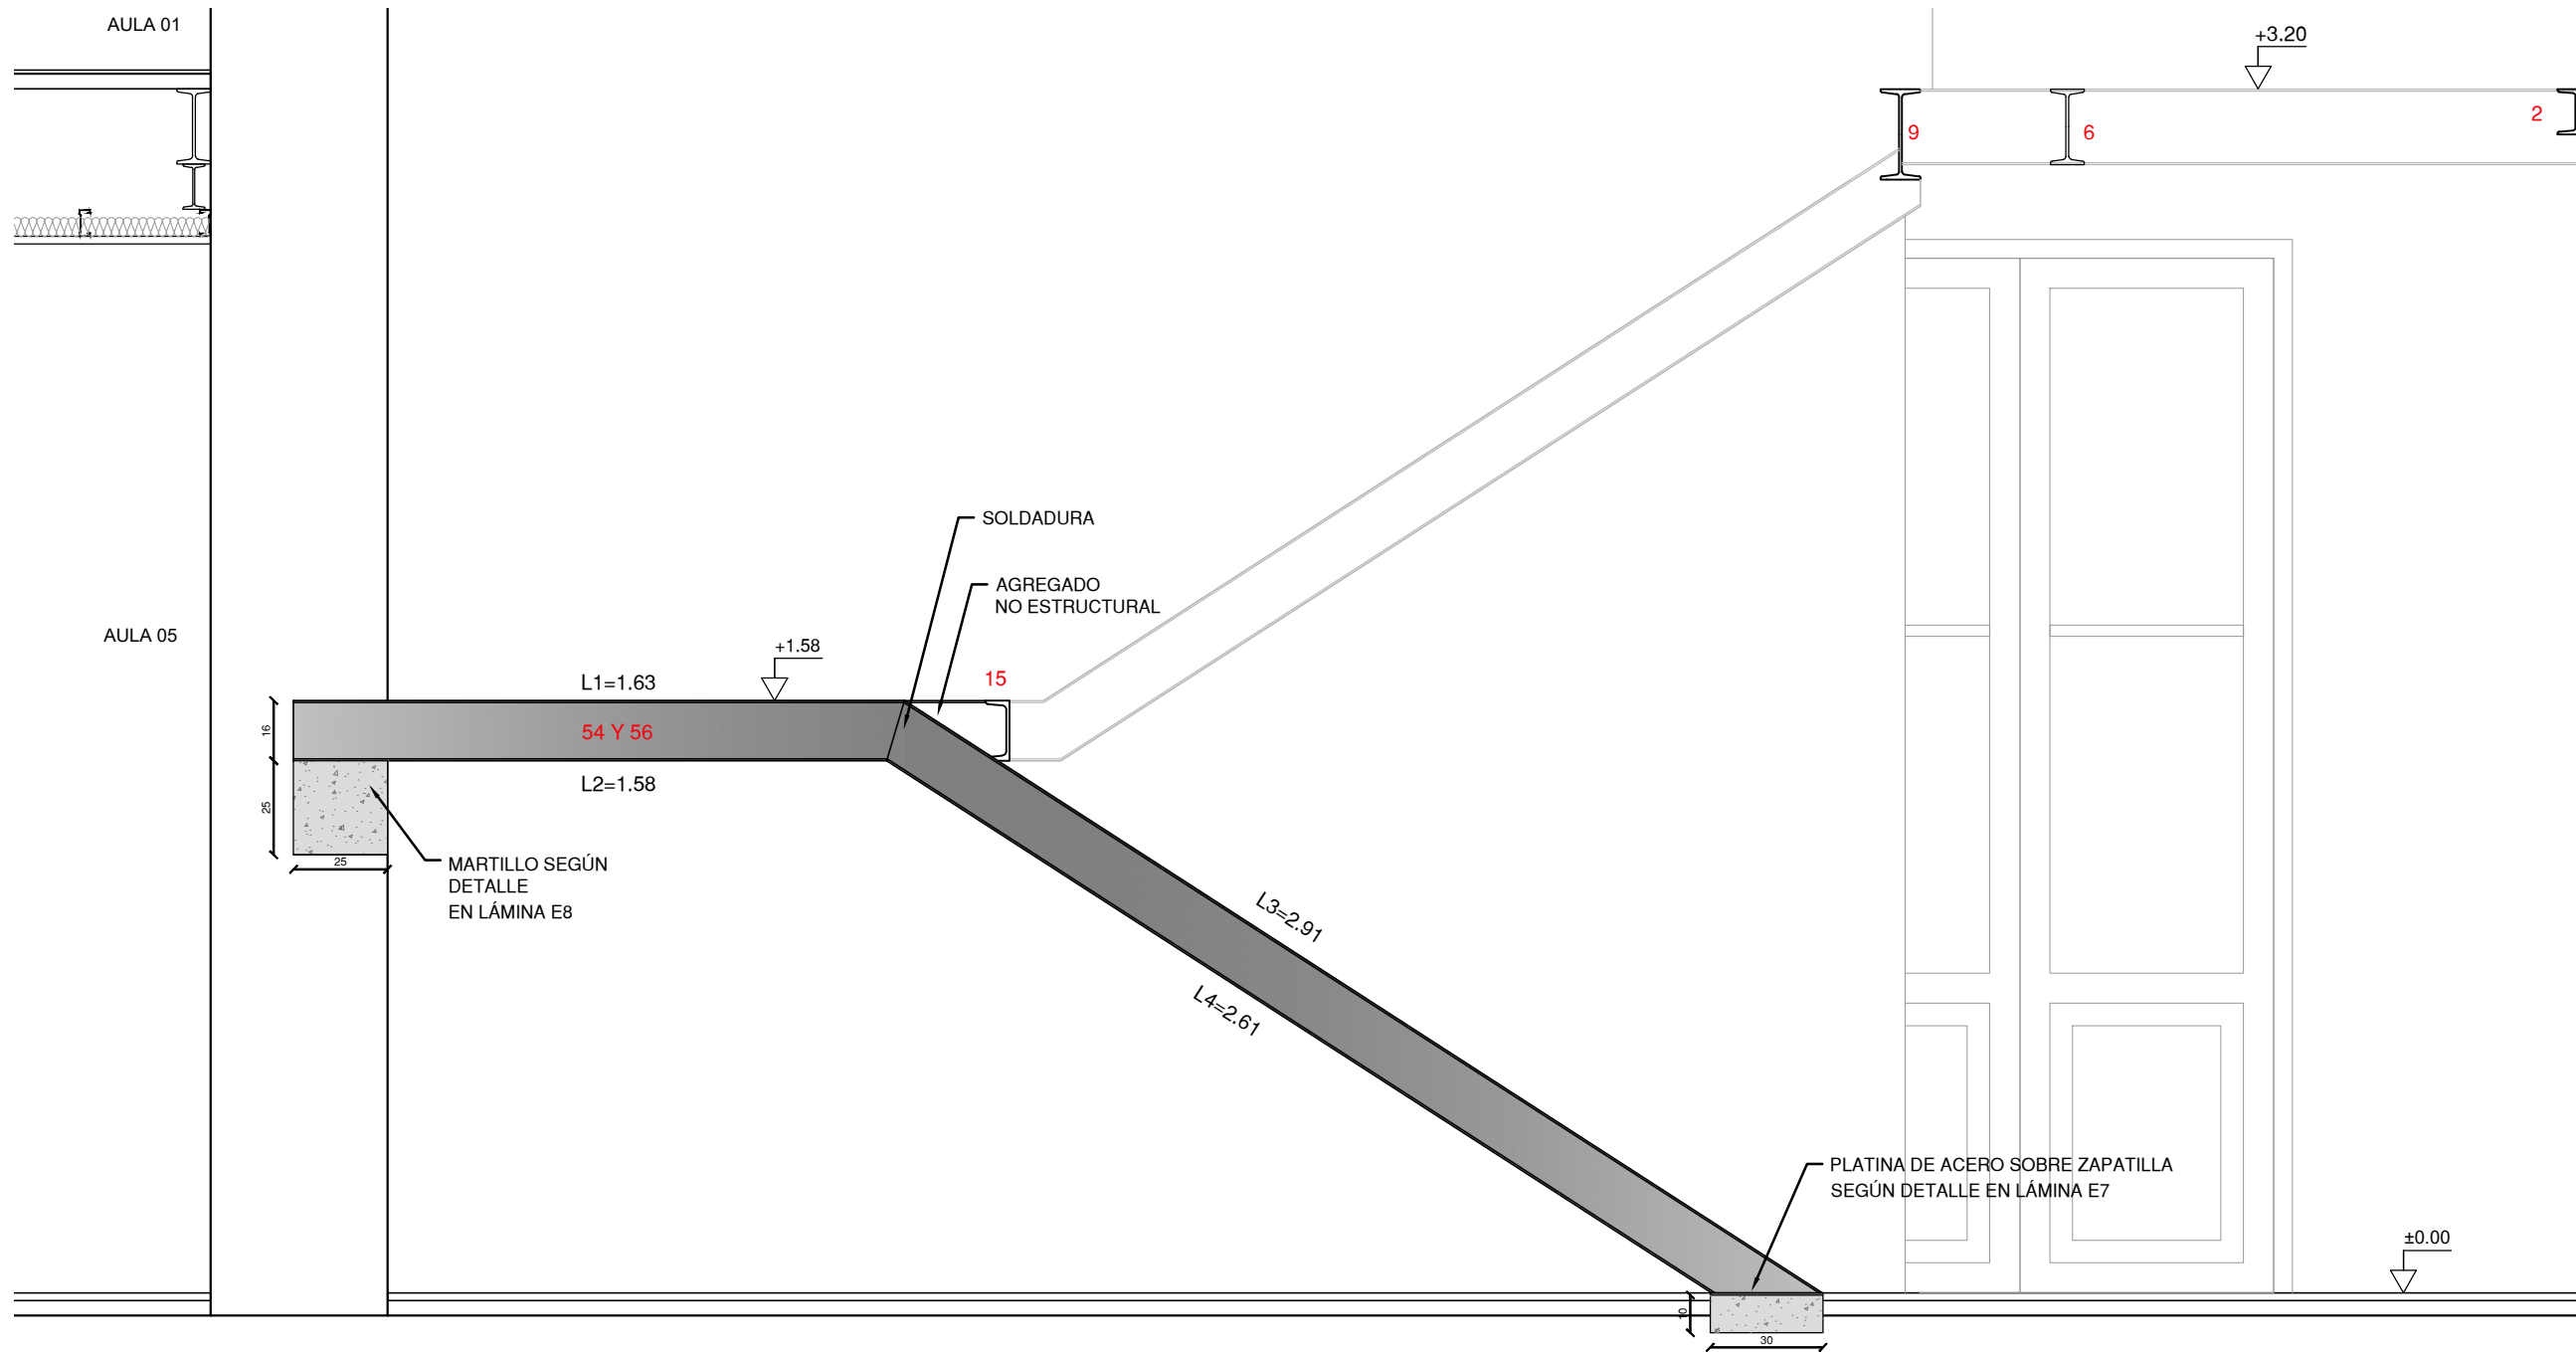 AULA 01
+3.20
9
6
2
SOLDADURA
AGREGADO
NO ESTRUCTURAL
AULA 05
+1.58
L1=1.63
15
16
54 Y 56
L2=1.58
25
25
MARTILLO SEGÚN
DETALLE
EN LÁMINA E8
L3=2.91
L4=2.61
PLATINA DE ACERO SOBRE ZAPATILLA
SEGÚN DETALLE EN LÁMINA E7
±0.00
10
30